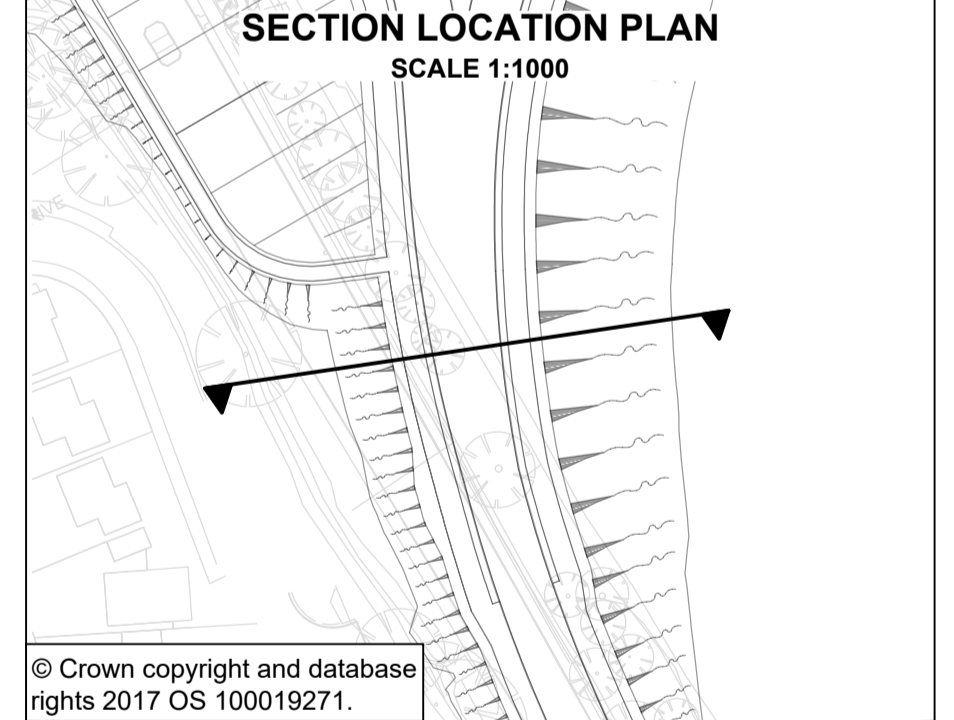 SECTION LOCATION PLAN
SCALE 1:1000
© Crown copyright and database
rights 2017 OS 100019271.